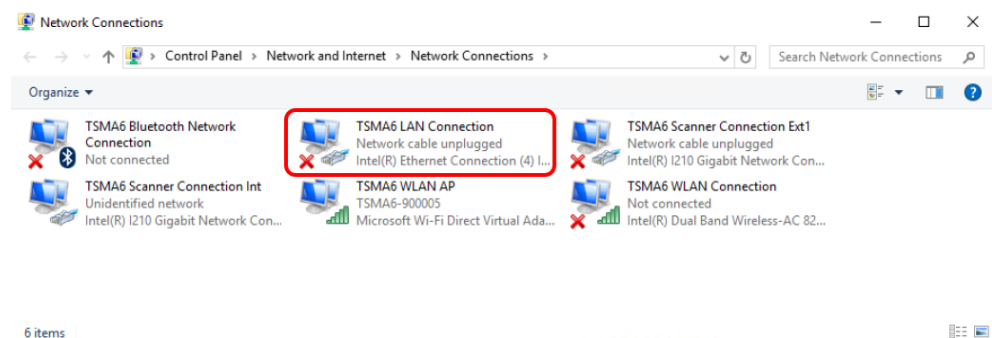 Network Connections
Control Panel > Network and Internet > Network Connections >
Search Network Connections
Organize
TSMA6 Bluetooth Network
Connection
Not connected
TSMA6 LAN Connection
Network cable unplugged
Intel(R) Ethernet Connection (4) I...
TSMA6 Scanner Connection Ext1
Network cable unplugged
Intel(R) I210 Gigabit Network Con...
TSMA6 Scanner Connection Int
Unidentified network
Intel(R) I210 Gigabit Network Con...
TSMA6 WLAN AP
TSMA6-900005
Microsoft Wi-Fi Direct Virtual Ada...
TSMA6 WLAN Connection
Not connected
Intel(R) Dual Band Wireless-AC 82...
6 items